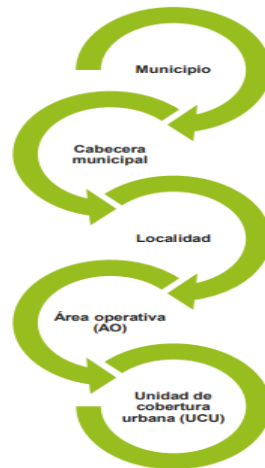 Municipio
Cabecera
municipal
Localidad
Área operativa
(AO)
Unidad de
cobertura
urbana (UCU)